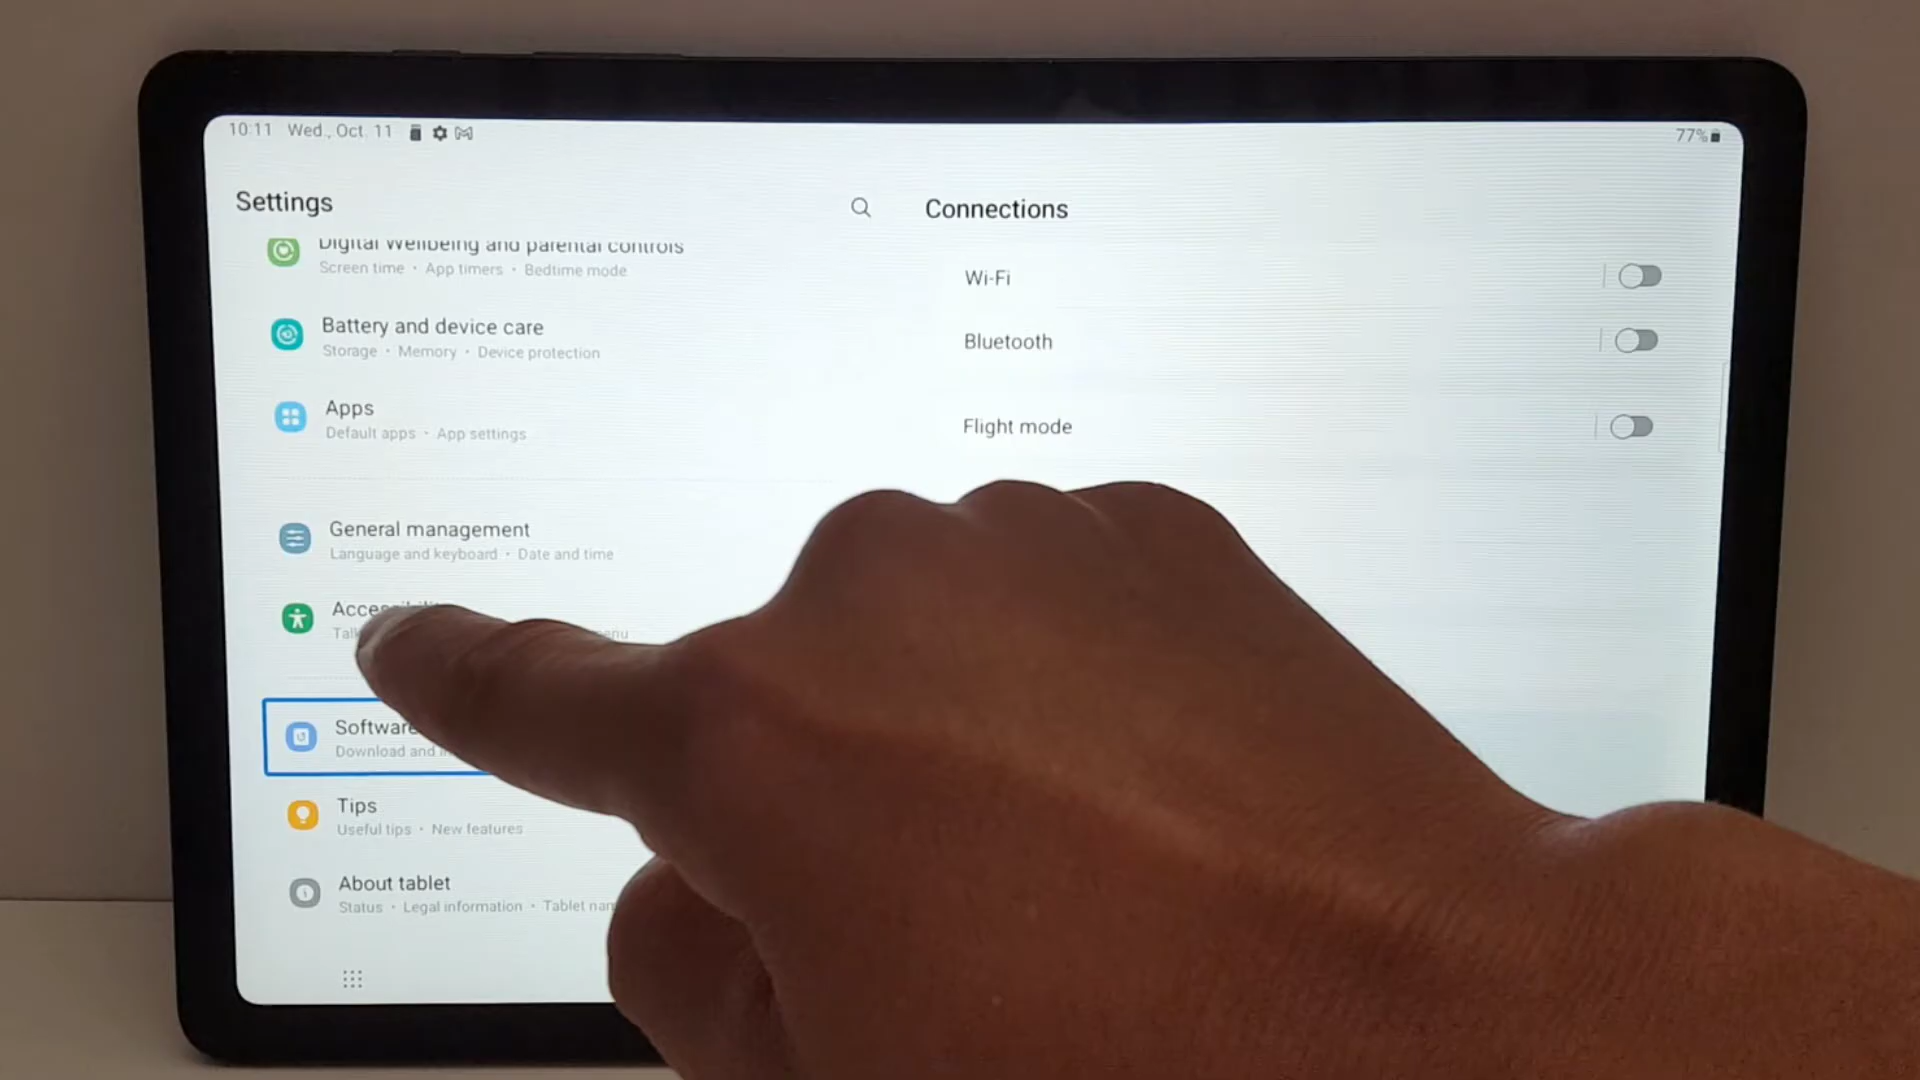 10:11 Wed., Oct. 11
77%
Settings
Connections
Digital Wellbeing and parental controls
Screen time • App timers • Bedtime mode
Wi-Fi
Battery and device care
Storage • Memory • Device protection
Bluetooth
Apps
Default apps • App settings
Flight mode
General management
Language and keyboard • Date and time
Software
Download and
Tips
Useful tips • New features
About tablet
Status • Legal information • Tablet